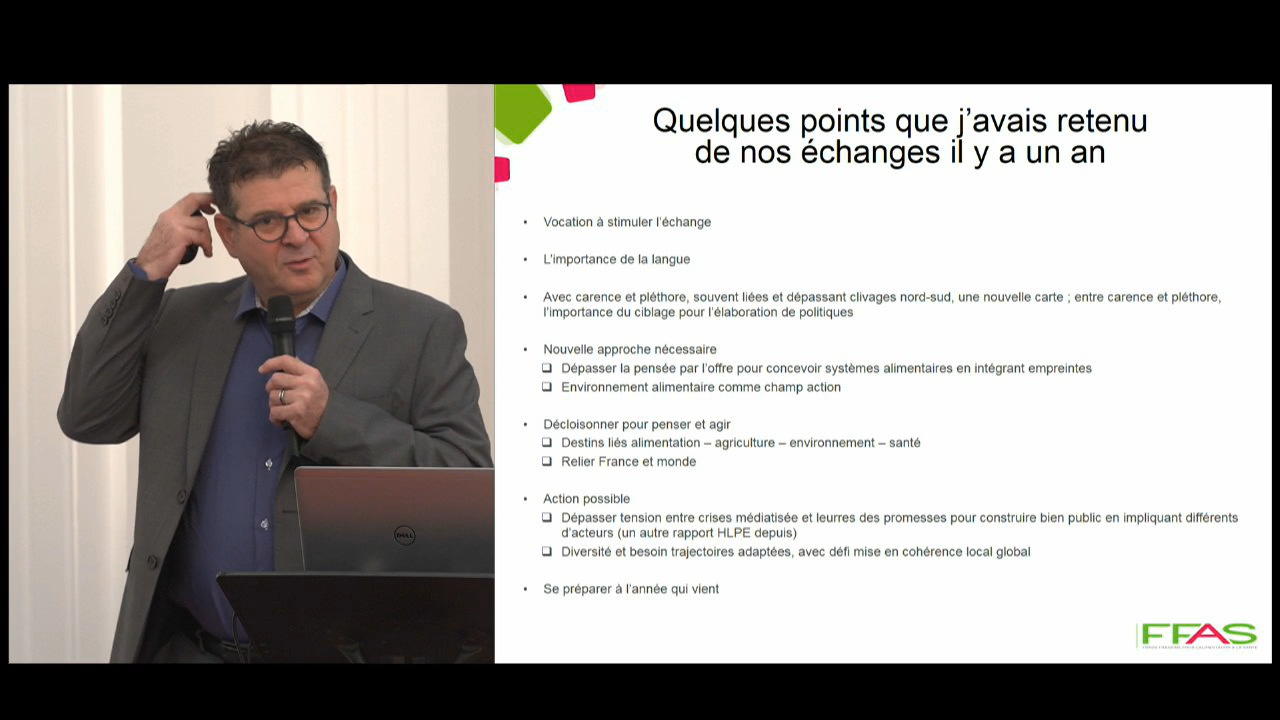 Quelques points que j'avais retenu
de nos échanges il y a un an
• Vocation à stimuler l'échange
• L'importance de la langue
• Avec carence et pléthore, souvent liées et dépassant clivages nord-sud, une nouvelle carte ; entre carence et pléthore,
l'importance du ciblage pour l'élaboration de politiques
• Nouvelle approche nécessaire
❑ Dépasser la pensée par l'offre pour concevoir systèmes alimentaires en intégrant empreintes
❑ Environnement alimentaire comme champ action
• Décloisonner pour penser et agir
❑ Destins liés alimentation – agriculture – environnement – santé
❑ Relier France et monde
• Action possible
❑ Dépasser tension entre crises médiatisée et leurres des promesses pour construire bien public en impliquant différents
d'acteurs (un autre rapport HLPE depuis)
❑ Diversité et besoin trajectoires adaptées, avec défi mise en cohérence local global
• Se préparer à l'année qui vient
DELL
FFAS